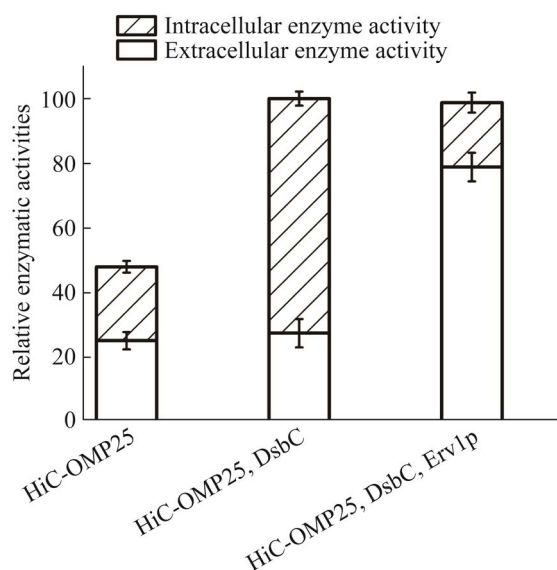 Intracellular enzyme activity
Extracellular enzyme activity
Relative enzymatic activities
100
80
60
40
20
0
HiC-OMP25
HiC-OMP25, DsbC
HiC-OMP25, DsbC, Erv1p